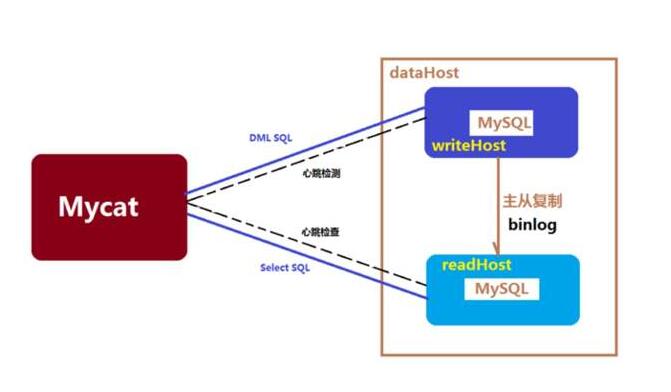 dataHost
MySQL
writeHost
DML SQL
心跳检测
Mycat
主从复制
binlog
心跳检查
Select SQL
readHost
MySQL